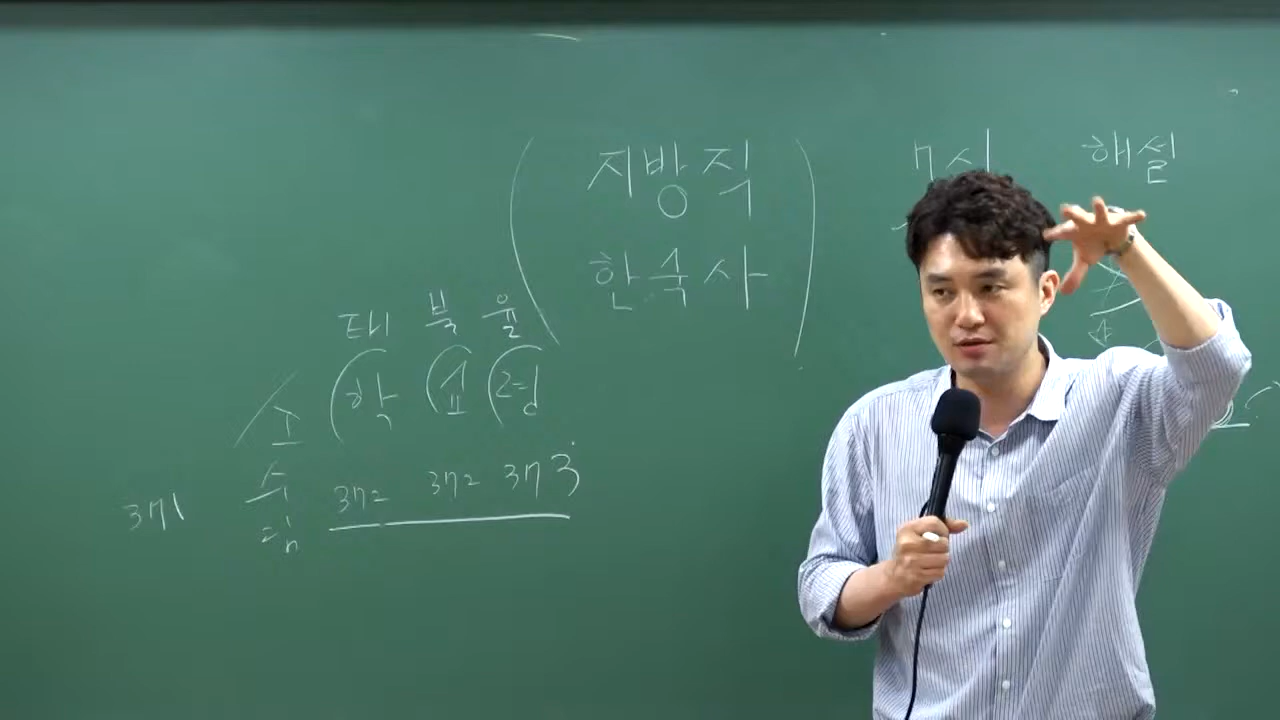 지방직 7시 해설
한국사
태 북 율
소 학 교 령
수
림
371 372 372 373